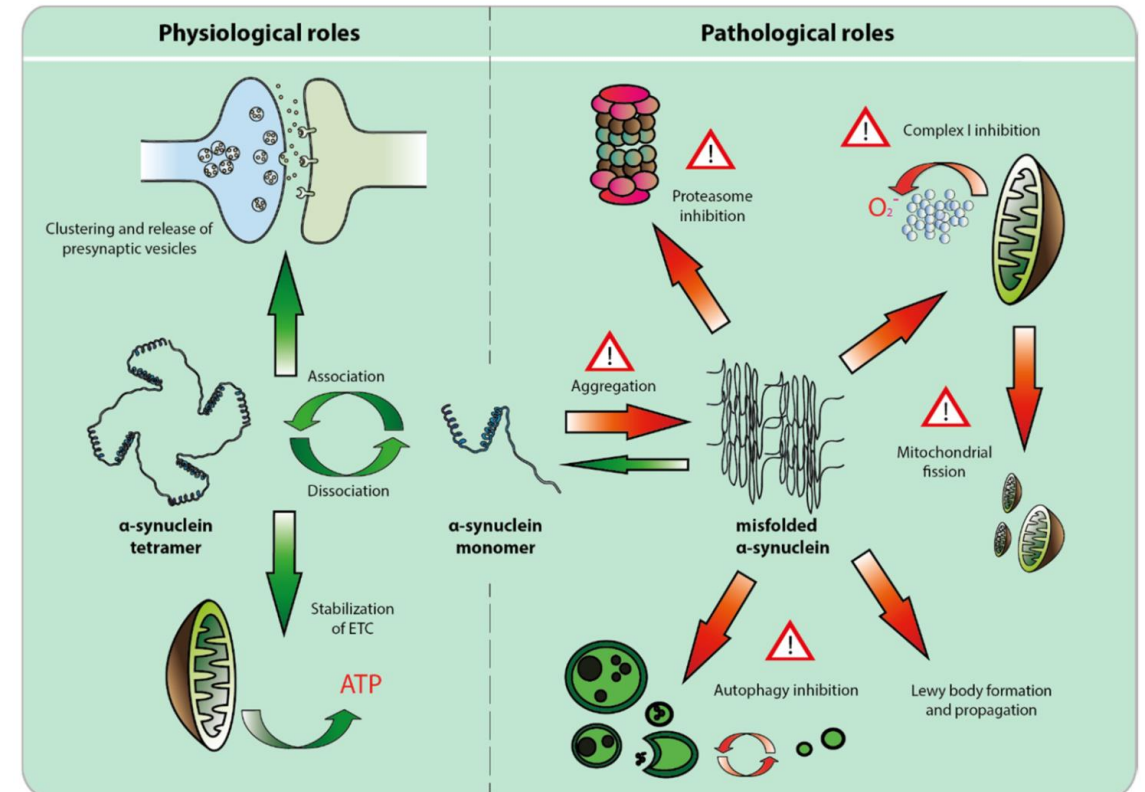 Physiological roles
Pathological roles
Clustering and release of
presynaptic vesicles
Proteasome
inhibition
Complex I inhibition
O₂⁻
Association
Dissociation
Aggregation
Mitochondrial
fission
α-synuclein
tetramer
α-synuclein
monomer
misfolded
α-synuclein
Stabilization
of ETC
ATP
Autophagy inhibition
Lewy body formation
and propagation
!
!
!
!
!